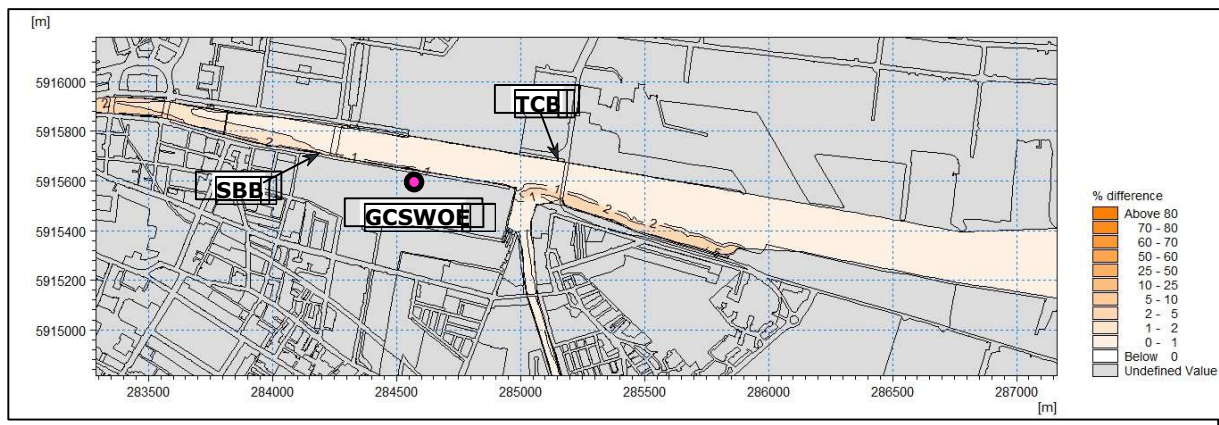 [m]
5916000
5915800
5915600
5915400
5915200
5915000
TCB
SBB
GCSWOE
2
2
1
1
1
1
2
2
283500 284000 284500 285000 285500 286000 286500 287000
[m]
% difference
Above 80
70 - 80
60 - 70
50 - 60
25 - 50
10 - 25
5 - 10
2 - 5
1 - 2
0 - 1
Below 0
Undefined Value